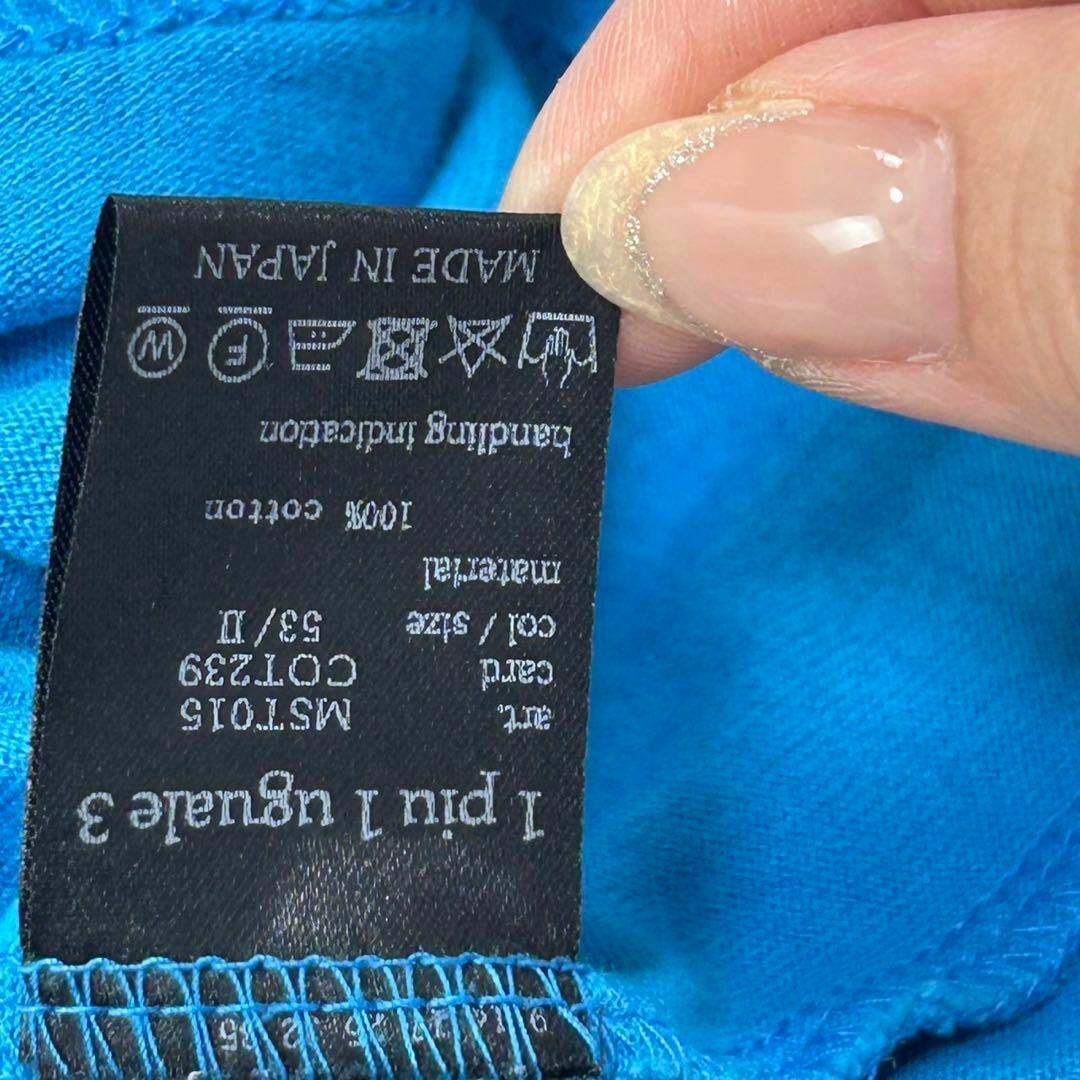 1 piu 1 uguale 3
art. MST015
card COT239
col / size 53/II
material
100% cotton
handling indication
W F
MADE IN JAPAN